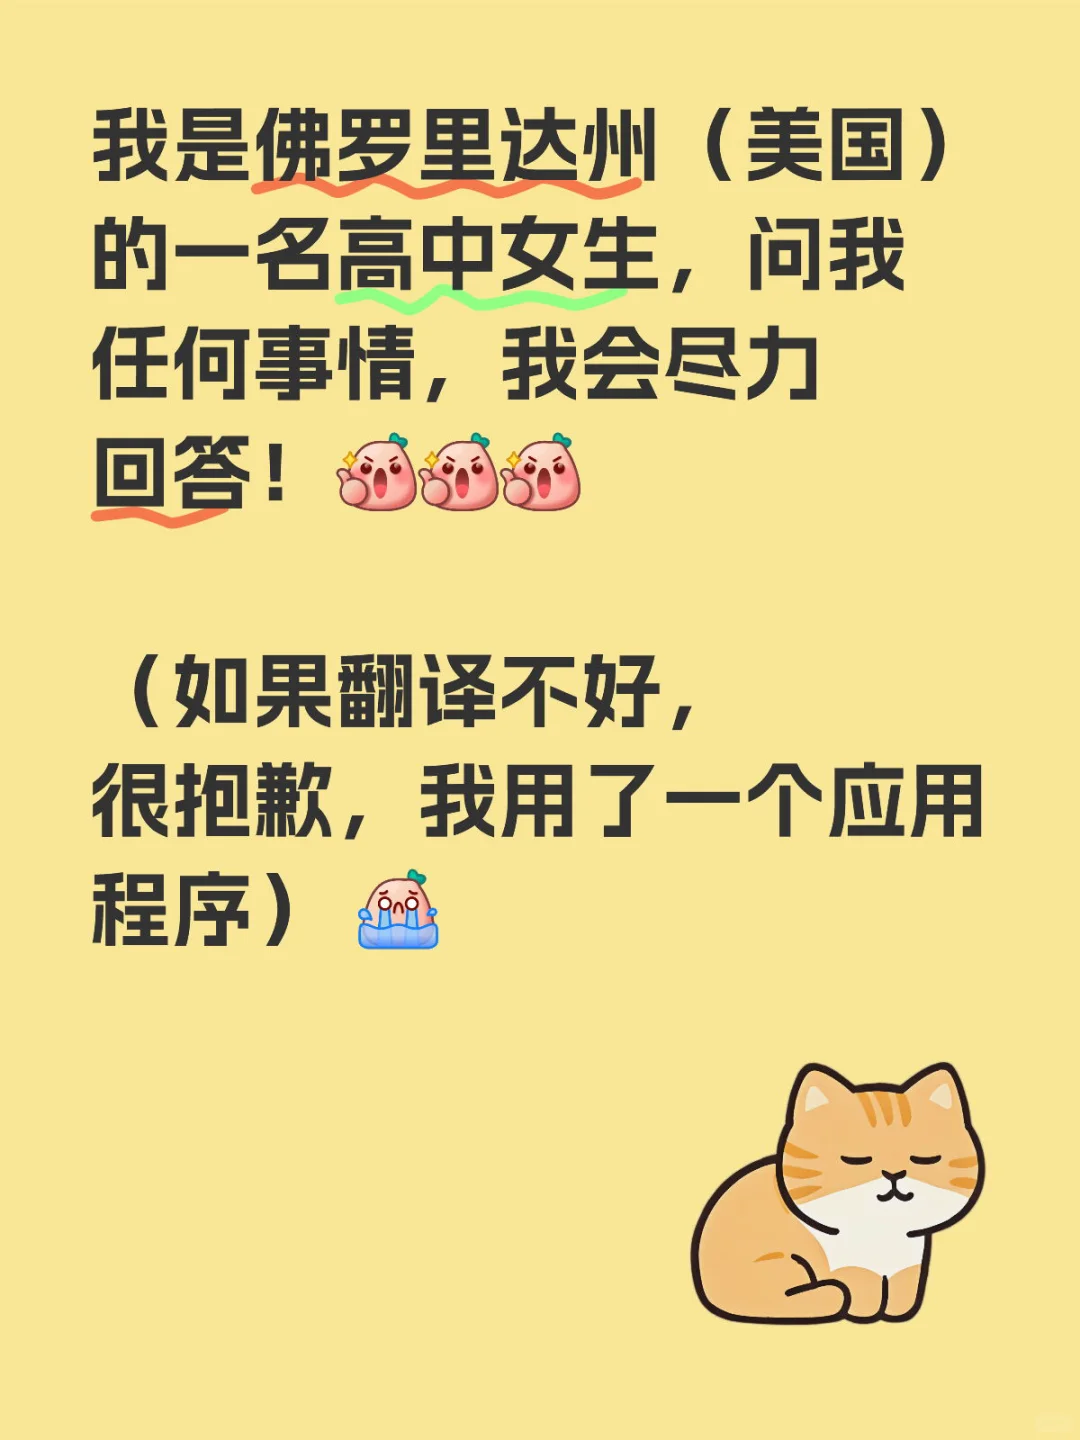 我是佛罗里达州（美国）
的一名高中女生，问我
任何事情，我会尽力
回答！
（如果翻译不好，
很抱歉，我用了一个应用
程序）